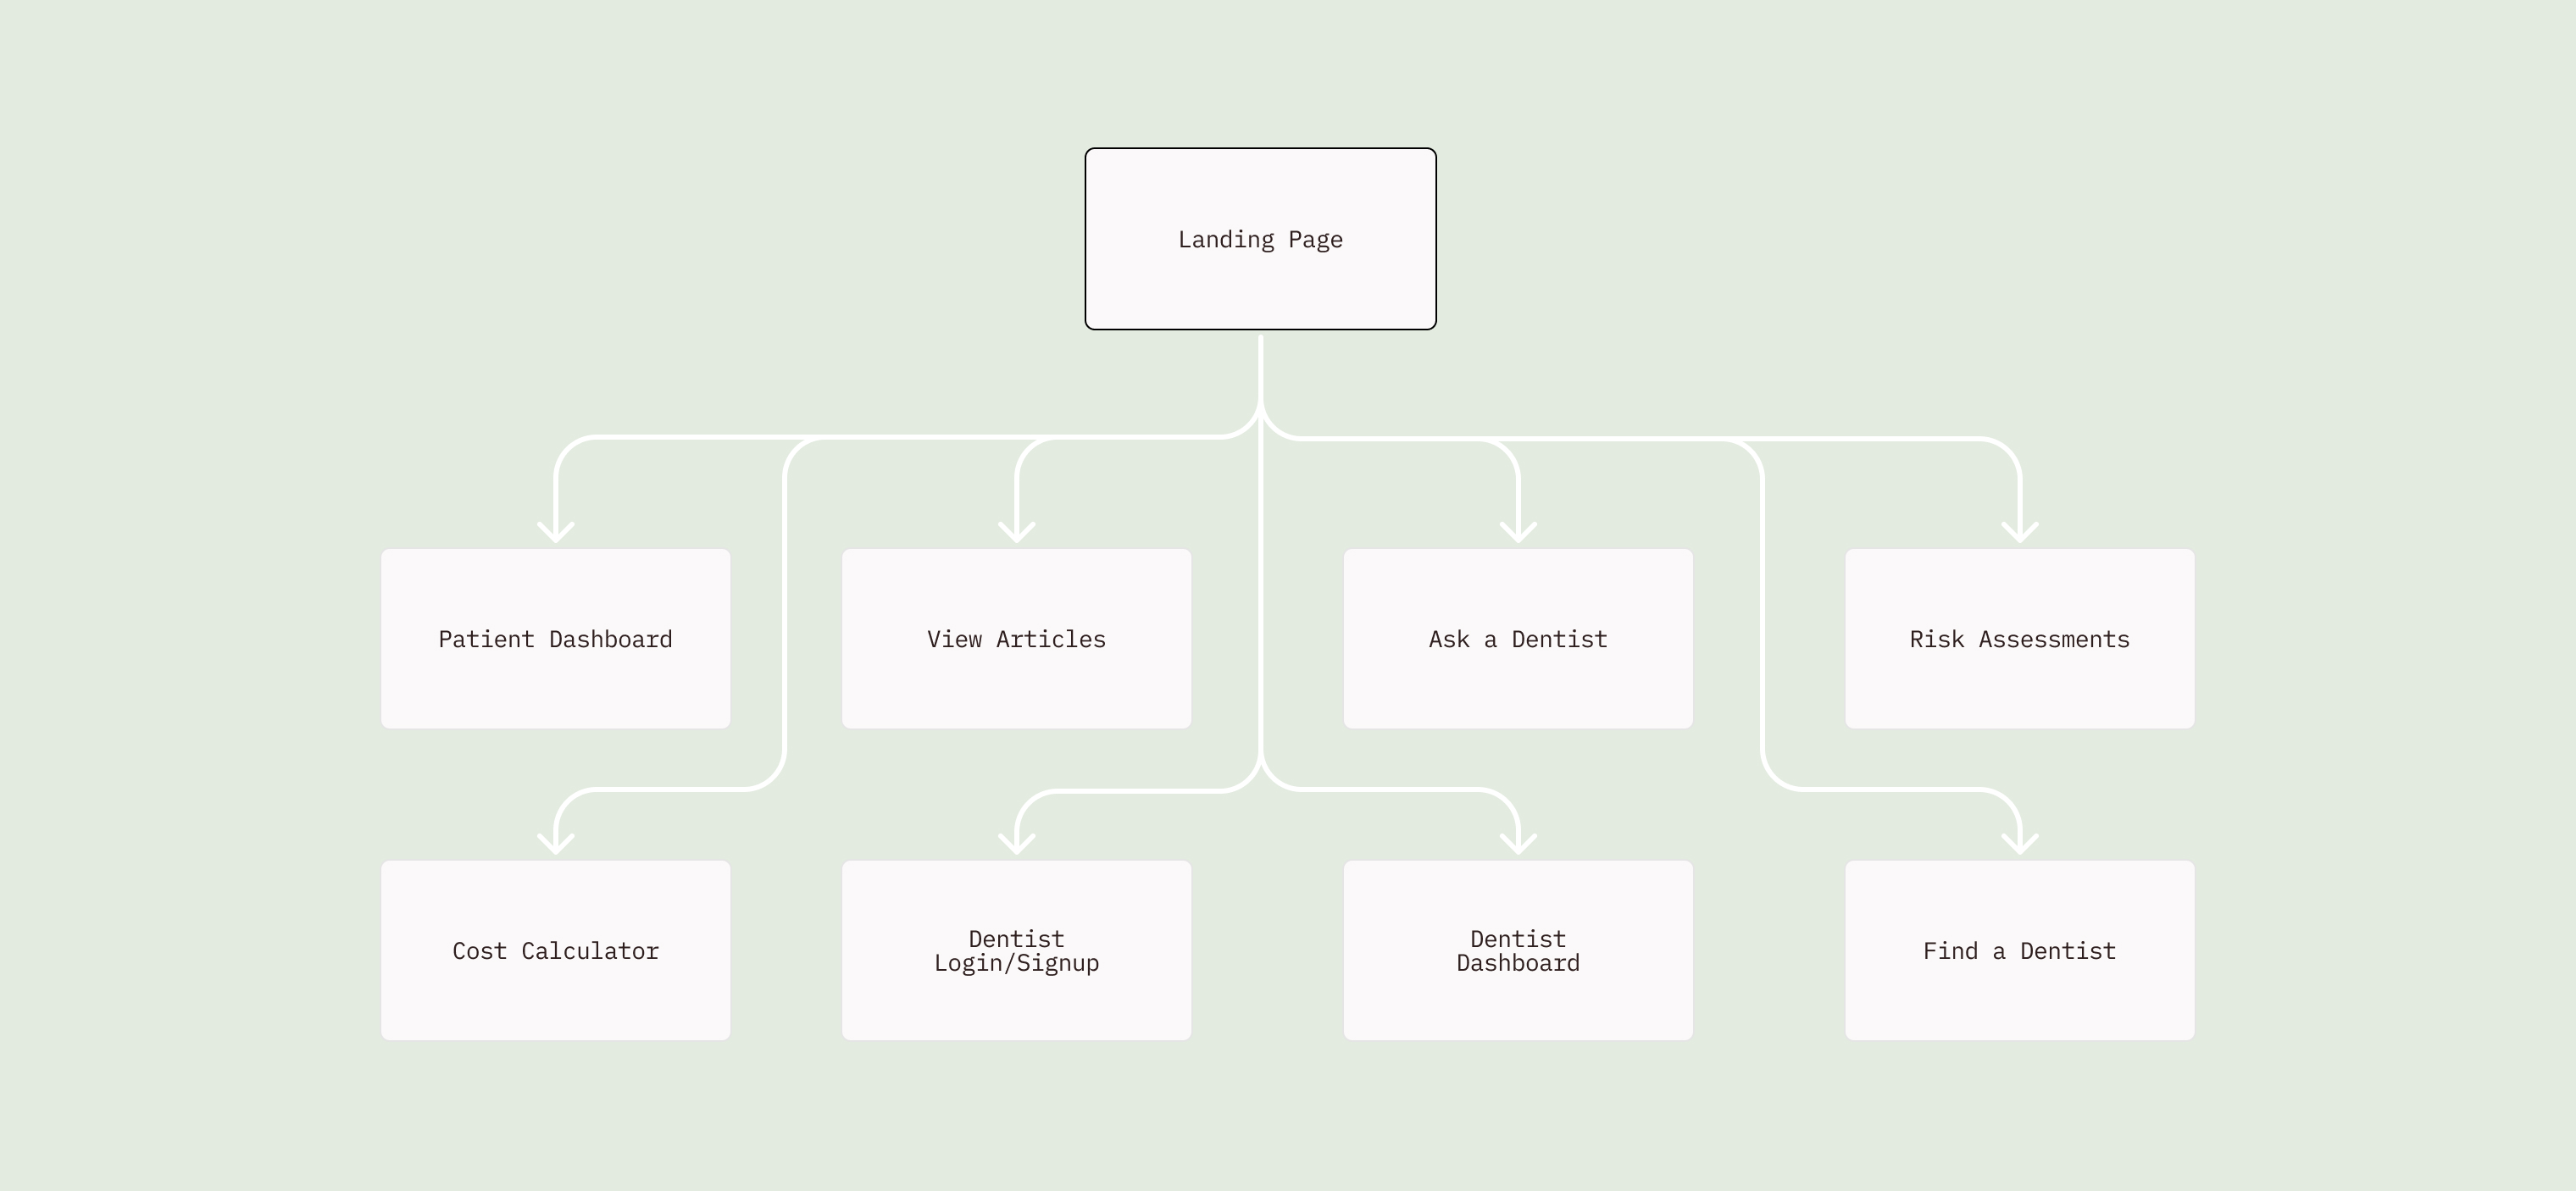 Landing Page
Patient Dashboard
View Articles
Ask a Dentist
Risk Assessments
Cost Calculator
Dentist
Login/Signup
Dentist
Dashboard
Find a Dentist